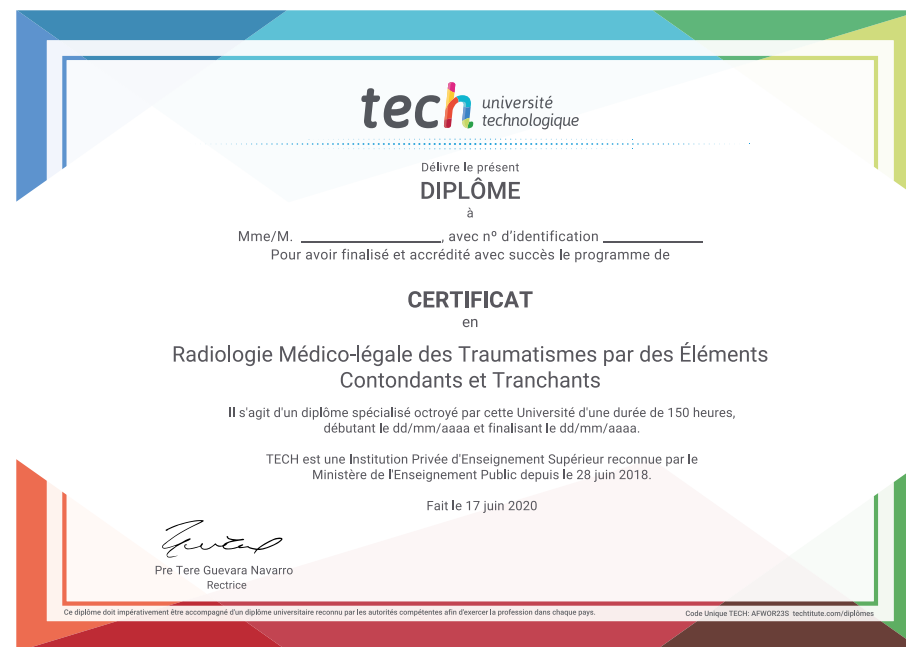 tech université
technologique
Délivre le présent
DIPLÔME
à
Mme/M. ____________________, avec nº d'identification ______________
Pour avoir finalisé et accrédité avec succès le programme de
CERTIFICAT
en
Radiologie Médico-légale des Traumatismes par des Éléments
Contondants et Tranchants
Il s'agit d'un diplôme spécialisé octroyé par cette Université d'une durée de 150 heures,
débutant le dd/mm/aaaa et finalisant le dd/mm/aaaa.
TECH est une Institution Privée d'Enseignement Supérieur reconnue par le
Ministère de l'Enseignement Public depuis le 28 juin 2018.
Fait le 17 juin 2020
Pre Tere Guevara Navarro
Rectrice
Ce diplôme doit impérativement être accompagné d'un diplôme universitaire reconnu par les autorités compétentes afin d'exercer la profession dans chaque pays.
Code Unique TECH: AFWOR23S techtitute.com/diplômes